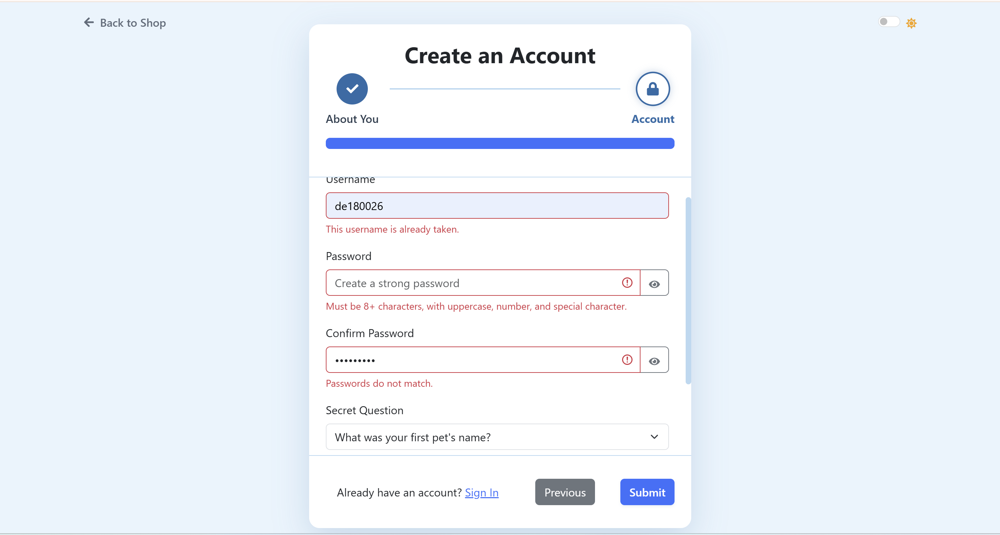 Back to Shop
Create an Account
About You
Account
Username
de180026
This username is already taken.
Password
Create a strong password
Must be 8+ characters, with uppercase, number, and special character.
Confirm Password
•••••••••
Passwords do not match.
Secret Question
What was your first pet's name?
Already have an account? Sign In
Previous
Submit